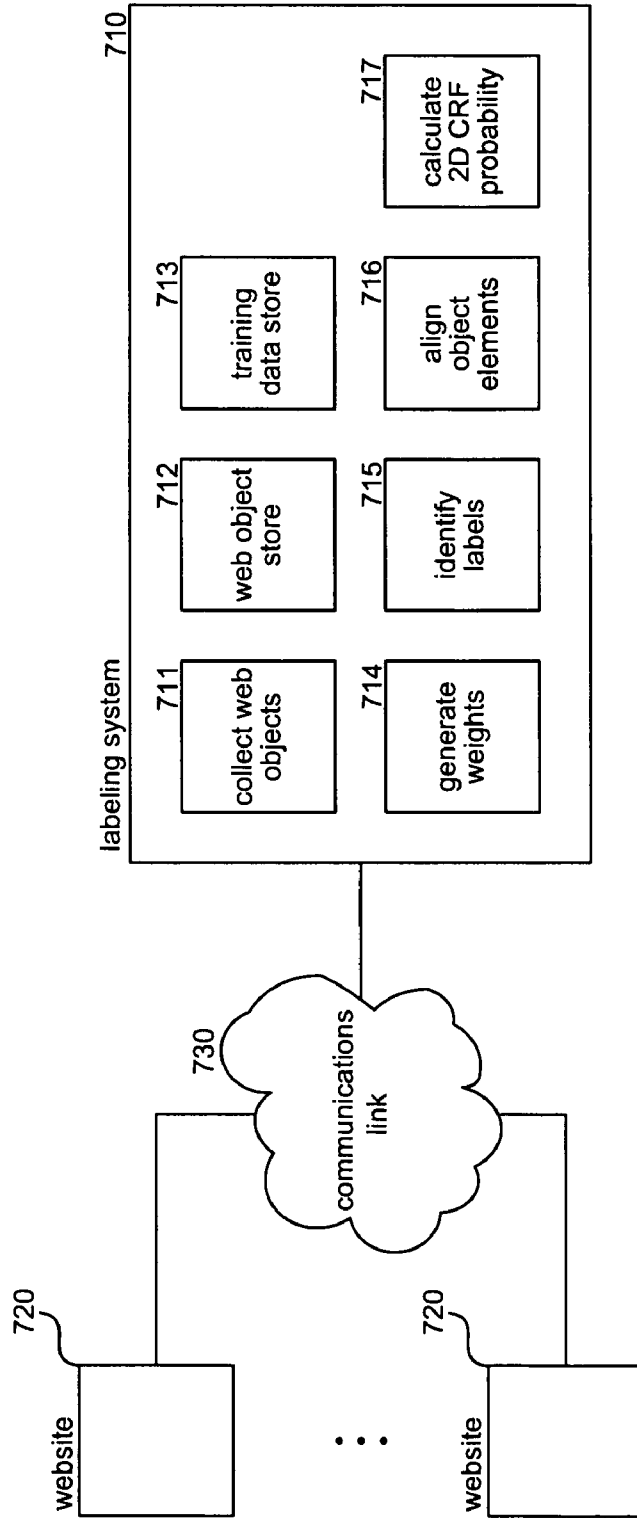 website
720
website
720
730
communications
link
labeling system
710
711
collect web
objects
712
web object
store
713
training
data store
714
generate
weights
715
identify
labels
716
align
object
elements
717
calculate
2D CRF
probability